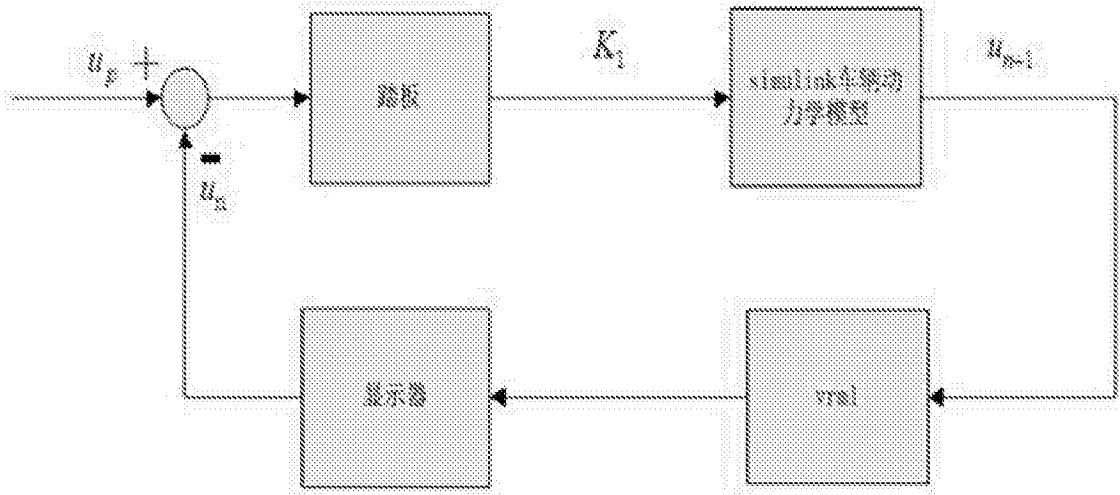 u_p +
踏板
K_1
simulink车辆动
力学模型
u_{n+1}
-
u_n
显示器
vrml